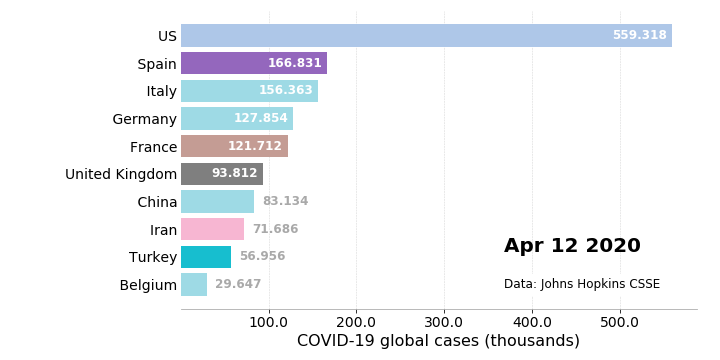 US 559.318
Spain 166.831
Italy 156.363
Germany 127.854
France 121.712
United Kingdom 93.812
China 83.134
Iran 71.686
Turkey 56.956
Belgium 29.647
Apr 12 2020
Data: Johns Hopkins CSSE
100.0 200.0 300.0 400.0 500.0
COVID-19 global cases (thousands)